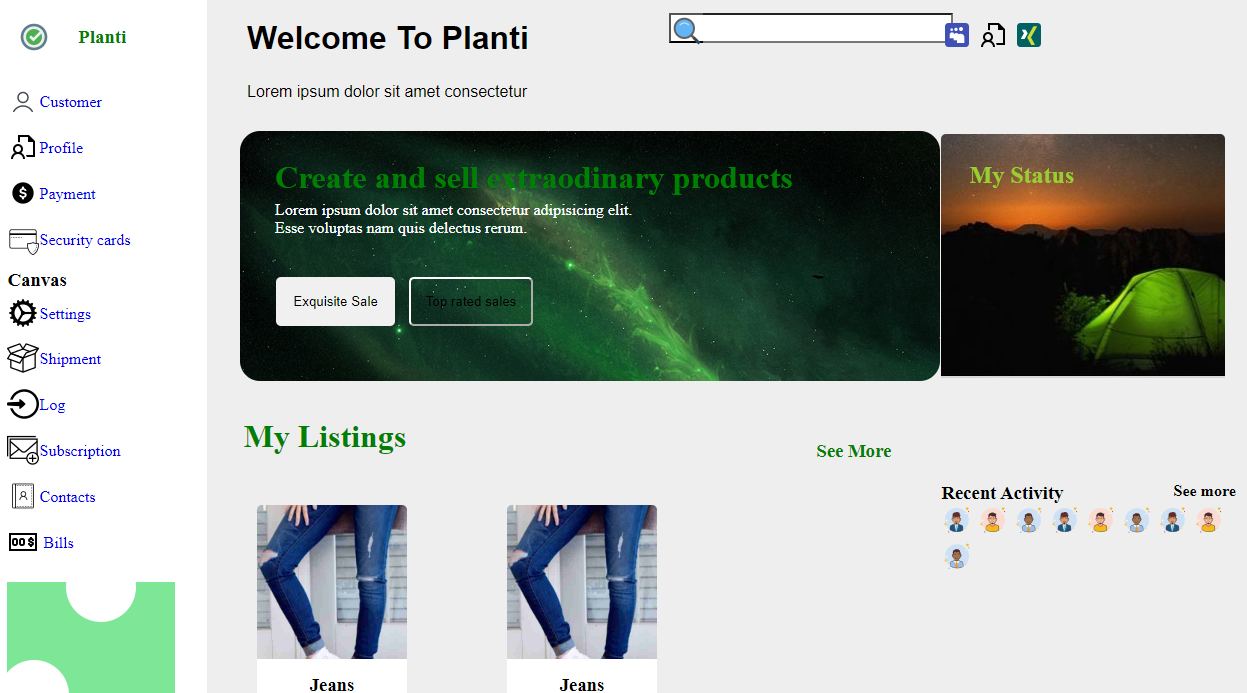 Planti
Customer
Profile
Payment
Security cards
Canvas
Settings
Shipment
Log
Subscription
Contacts
Bills
Welcome To Planti
Lorem ipsum dolor sit amet consectetur
Create and sell extraodinary products
Lorem ipsum dolor sit amet consectetur adipisicing elit.
Esse voluptas nam quis delectus rerum.
Exquisite Sale
Top rated sales
My Status
My Listings
See More
Jeans
Jeans
Recent Activity
See more